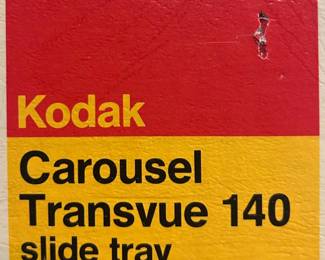 Kodak
Carousel
Transvue 140
slide tray